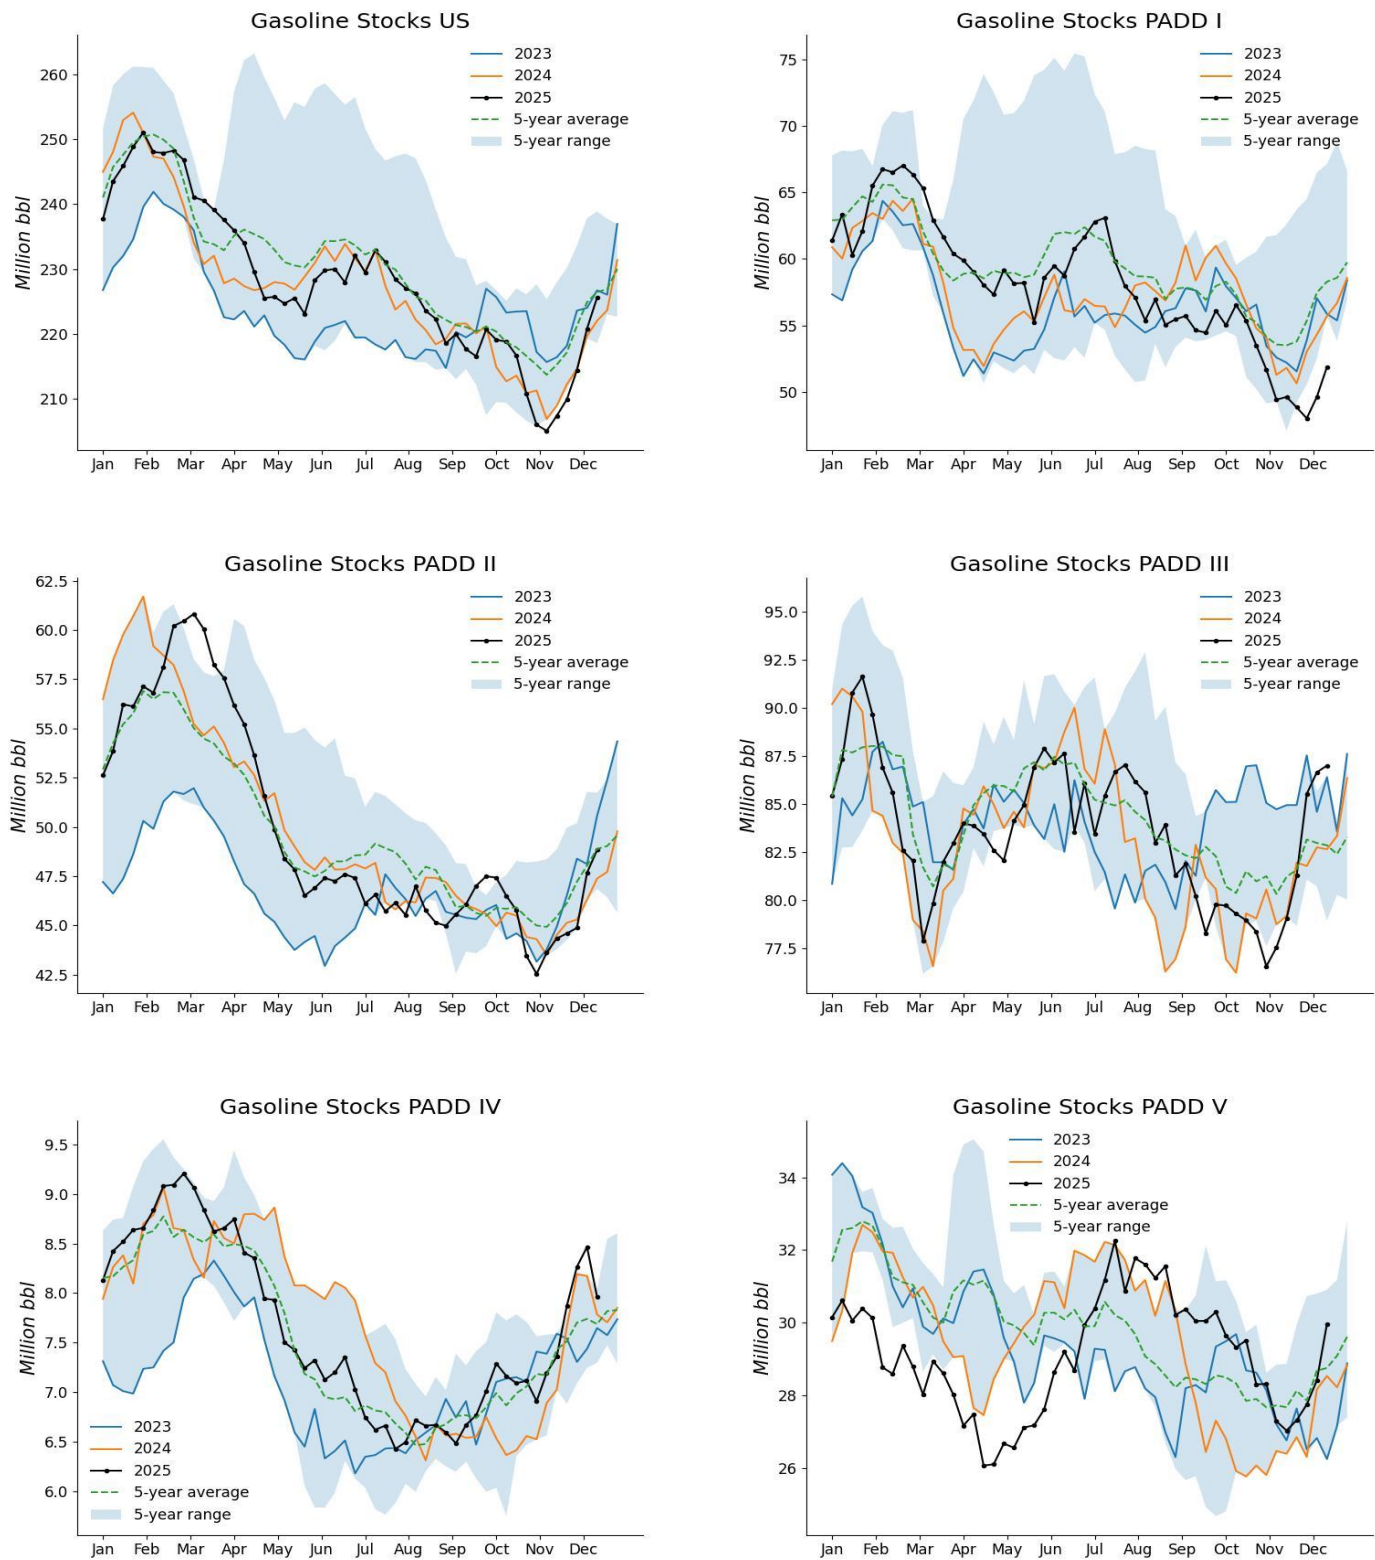 Gasoline Stocks US
Million bbl
260
250
240
230
220
210
Jan Feb Mar Apr May Jun Jul Aug Sep Oct Nov Dec
2023
2024
2025
5-year average
5-year range
Gasoline Stocks PADD I
Million bbl
75
70
65
60
55
50
Jan Feb Mar Apr May Jun Jul Aug Sep Oct Nov Dec
2023
2024
2025
5-year average
5-year range
Gasoline Stocks PADD II
Million bbl
62.5
60.0
57.5
55.0
52.5
50.0
47.5
45.0
42.5
Jan Feb Mar Apr May Jun Jul Aug Sep Oct Nov Dec
2023
2024
2025
5-year average
5-year range
Gasoline Stocks PADD III
Million bbl
95.0
92.5
90.0
87.5
85.0
82.5
80.0
77.5
Jan Feb Mar Apr May Jun Jul Aug Sep Oct Nov Dec
2023
2024
2025
5-year average
5-year range
Gasoline Stocks PADD IV
Million bbl
9.5
9.0
8.5
8.0
7.5
7.0
6.5
6.0
2023
2024
2025
5-year average
5-year range
Jan Feb Mar Apr May Jun Jul Aug Sep Oct Nov Dec
Gasoline Stocks PADD V
Million bbl
34
32
30
28
26
2023
2024
2025
5-year average
5-year range
Jan Feb Mar Apr May Jun Jul Aug Sep Oct Nov Dec